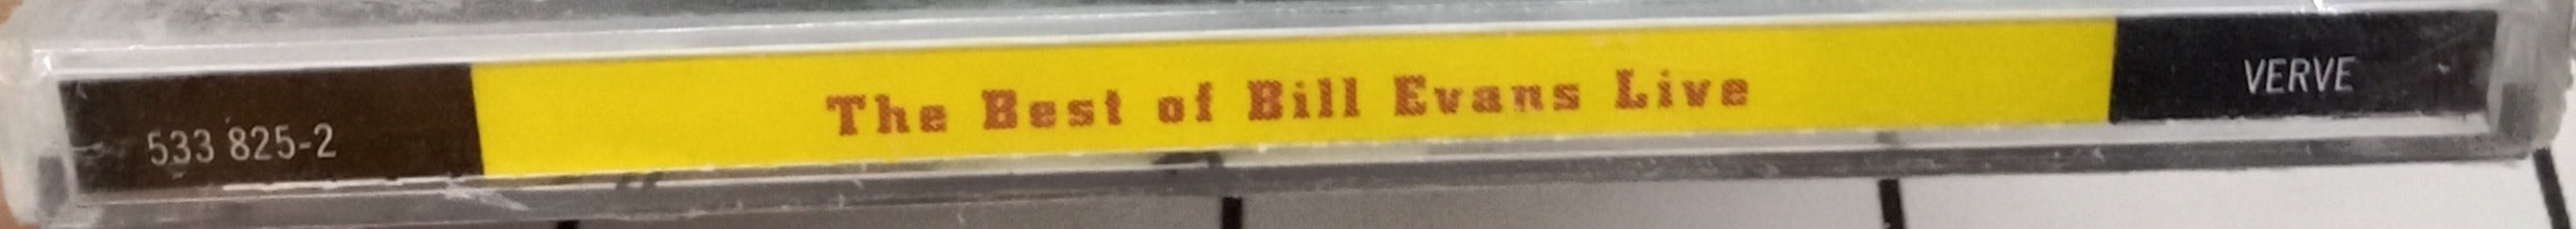 533 825-2
The Best of Bill Evans Live
VERVE